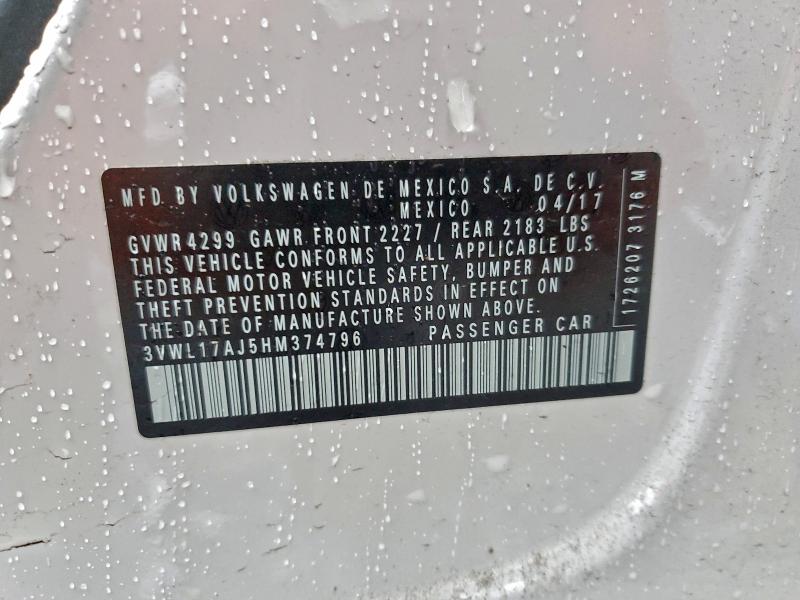 MFD BY VOLKSWAGEN DE MEXICO S.A. DE C.V.
MEXICO 04/17
GVWR 4299 GAWR FRONT 2227 / REAR 2183 LBS
THIS VEHICLE CONFORMS TO ALL APPLICABLE U.S.
FEDERAL MOTOR VEHICLE SAFETY, BUMPER AND
THEFT PREVENTION STANDARDS IN EFFECT ON
THE DATE OF MANUFACTURE SHOWN ABOVE.
3VWL17AJ5HM374796 PASSENGER CAR
1726207 3176 M